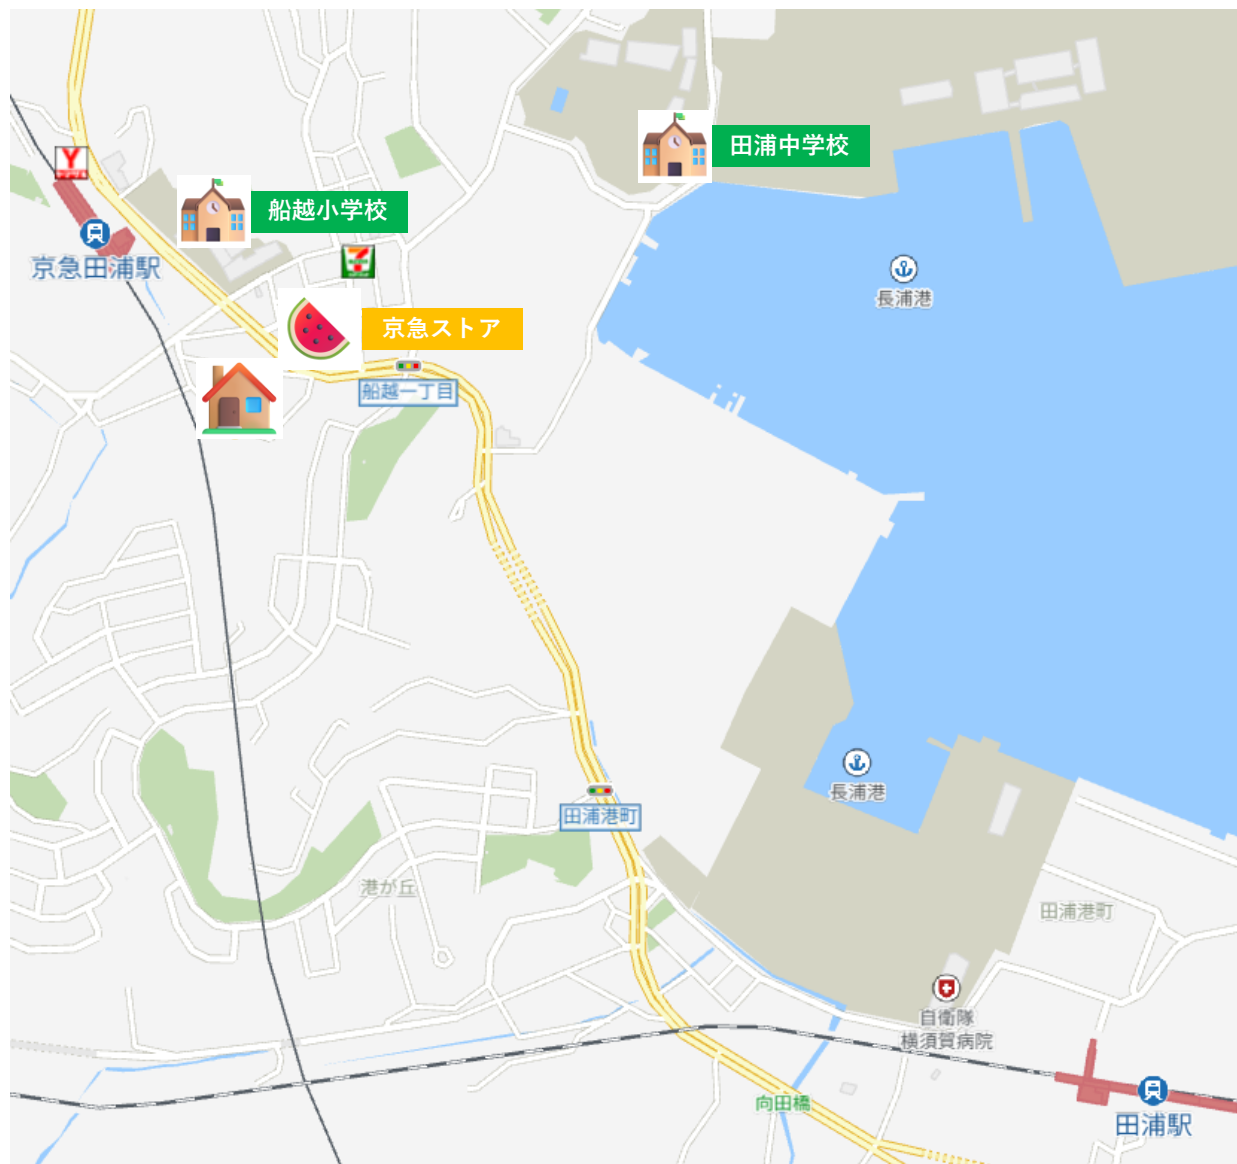 田浦中学校
Y
船越小学校
京急田浦駅
7
長浦港
京急ストア
船越一丁目
長浦港
田浦港町
港が丘
田浦港町
自衛隊
横須賀病院
向田橋
田浦駅